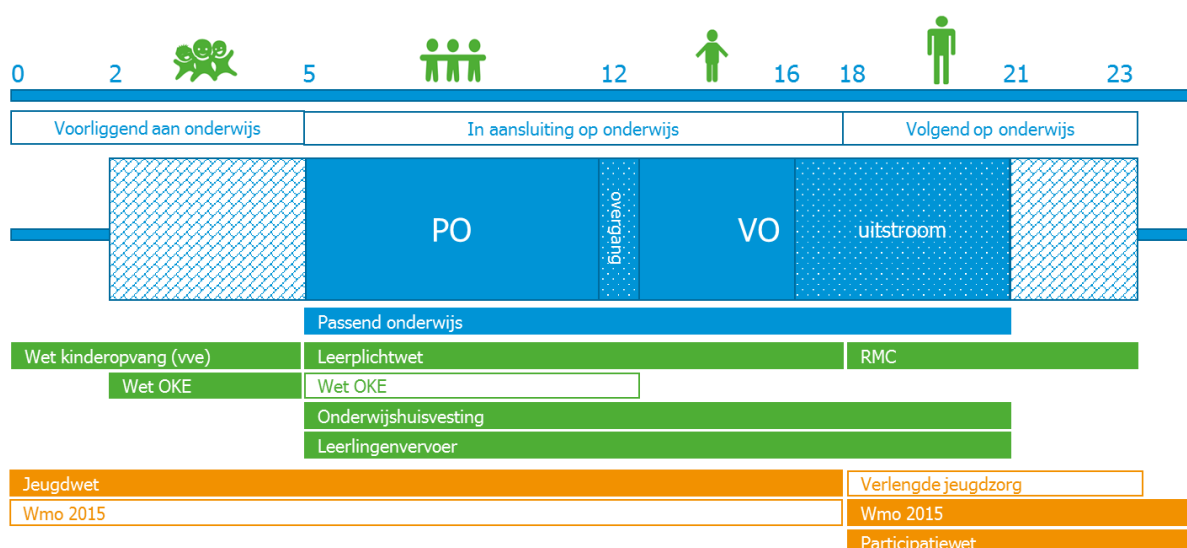 0 2 5 12 16 18 21 23
Voorliggend aan onderwijs
In aansluiting op onderwijs
Volgend op onderwijs
PO
overgang
VO
uitstroom
Passend onderwijs
Wet kinderopvang (vve)
Leerplichtwet
RMC
Wet OKE
Wet OKE
Onderwijshuisvesting
Leerlingenvervoer
Jeugdwet
Verlengde jeugdzorg
Wmo 2015
Wmo 2015
Participatiewet